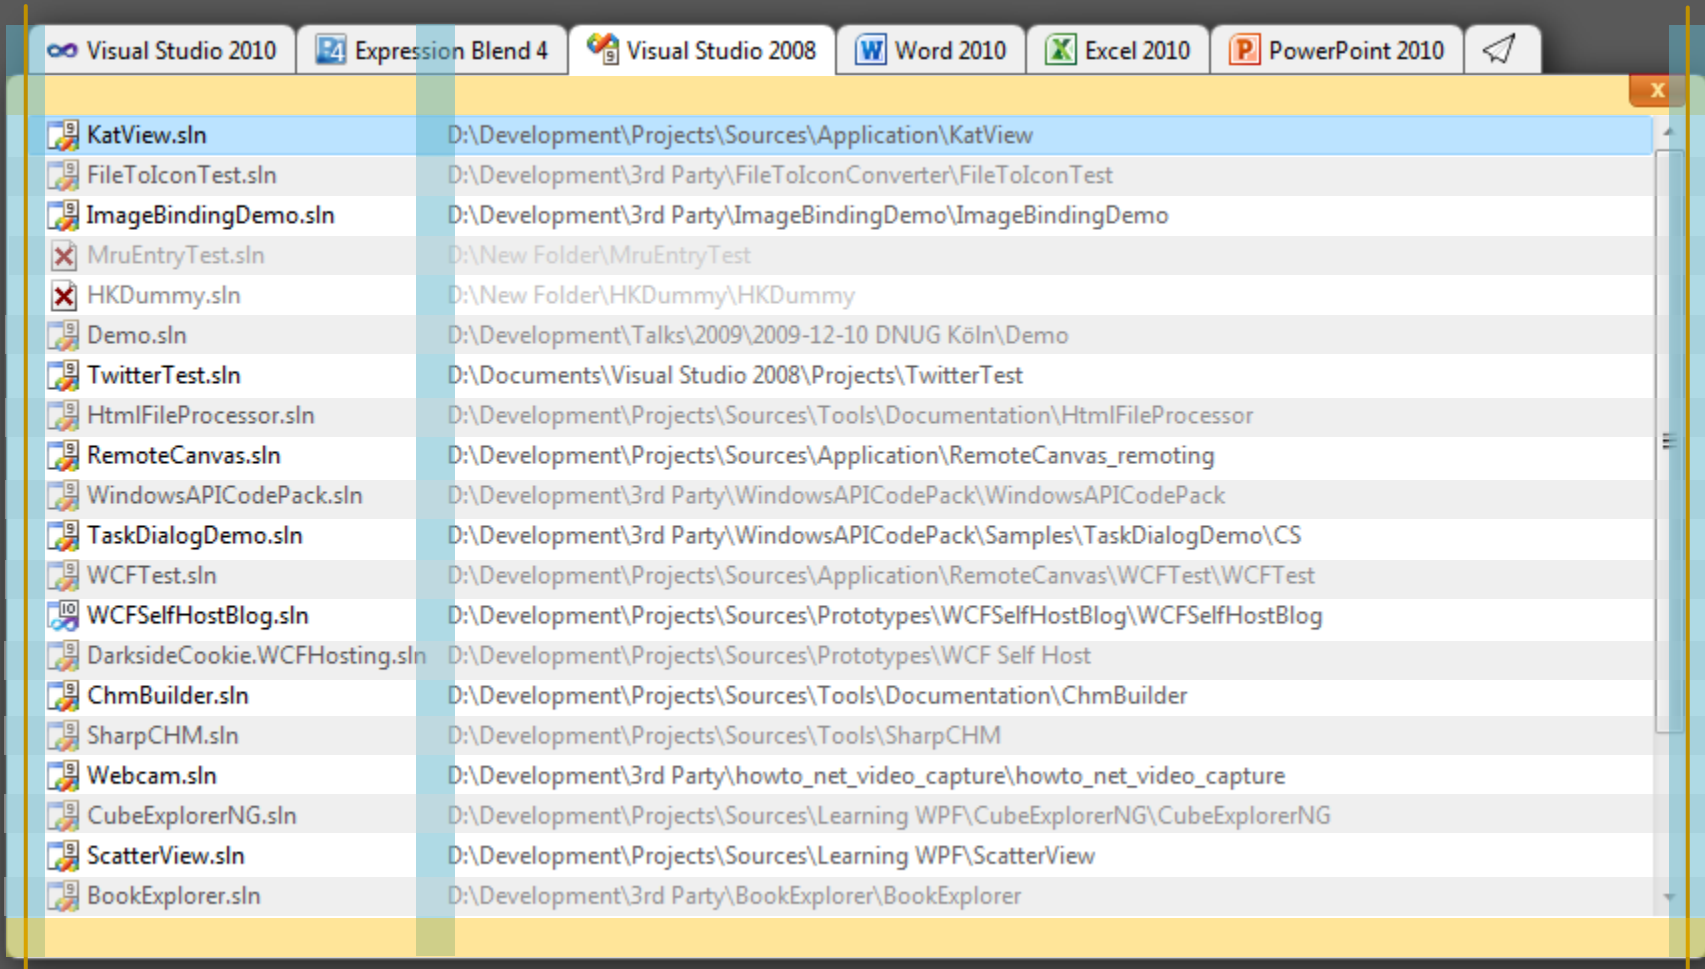 Visual Studio 2010 Expression Blend 4 Visual Studio 2008 Word 2010 Excel 2010 PowerPoint 2010
X
KatView.sln D:\Development\Projects\Sources\Application\KatView
FileToIconTest.sln D:\Development\3rd Party\FileToIconConverter\FileToIconTest
ImageBindingDemo.sln D:\Development\3rd Party\ImageBindingDemo\ImageBindingDemo
MruEntryTest.sln D:\New Folder\MruEntryTest
HKDummy.sln D:\New Folder\HKDummy\HKDummy
Demo.sln D:\Development\Talks\2009\2009-12-10 DNUG Köln\Demo
TwitterTest.sln D:\Documents\Visual Studio 2008\Projects\TwitterTest
HtmlFileProcessor.sln D:\Development\Projects\Sources\Tools\Documentation\HtmlFileProcessor
RemoteCanvas.sln D:\Development\Projects\Sources\Application\RemoteCanvas_remoting
WindowsAPICodePack.sln D:\Development\3rd Party\WindowsAPICodePack\WindowsAPICodePack
TaskDialogDemo.sln D:\Development\3rd Party\WindowsAPICodePack\Samples\TaskDialogDemo\CS
WCFTest.sln D:\Development\Projects\Sources\Application\RemoteCanvas\WCFTest\WCFTest
WCFSelfHostBlog.sln D:\Development\Projects\Sources\Prototypes\WCFSelfHostBlog\WCFSelfHostBlog
DarksideCookie.WCFHosting.sln D:\Development\Projects\Sources\Prototypes\WCF Self Host
ChmBuilder.sln D:\Development\Projects\Sources\Tools\Documentation\ChmBuilder
SharpCHM.sln D:\Development\Projects\Sources\Tools\SharpCHM
Webcam.sln D:\Development\3rd Party\howto_net_video_capture\howto_net_video_capture
CubeExplorerNG.sln D:\Development\Projects\Sources\Learning WPF\CubeExplorerNG\CubeExplorerNG
ScatterView.sln D:\Development\Projects\Sources\Learning WPF\ScatterView
BookExplorer.sln D:\Development\3rd Party\BookExplorer\BookExplorer